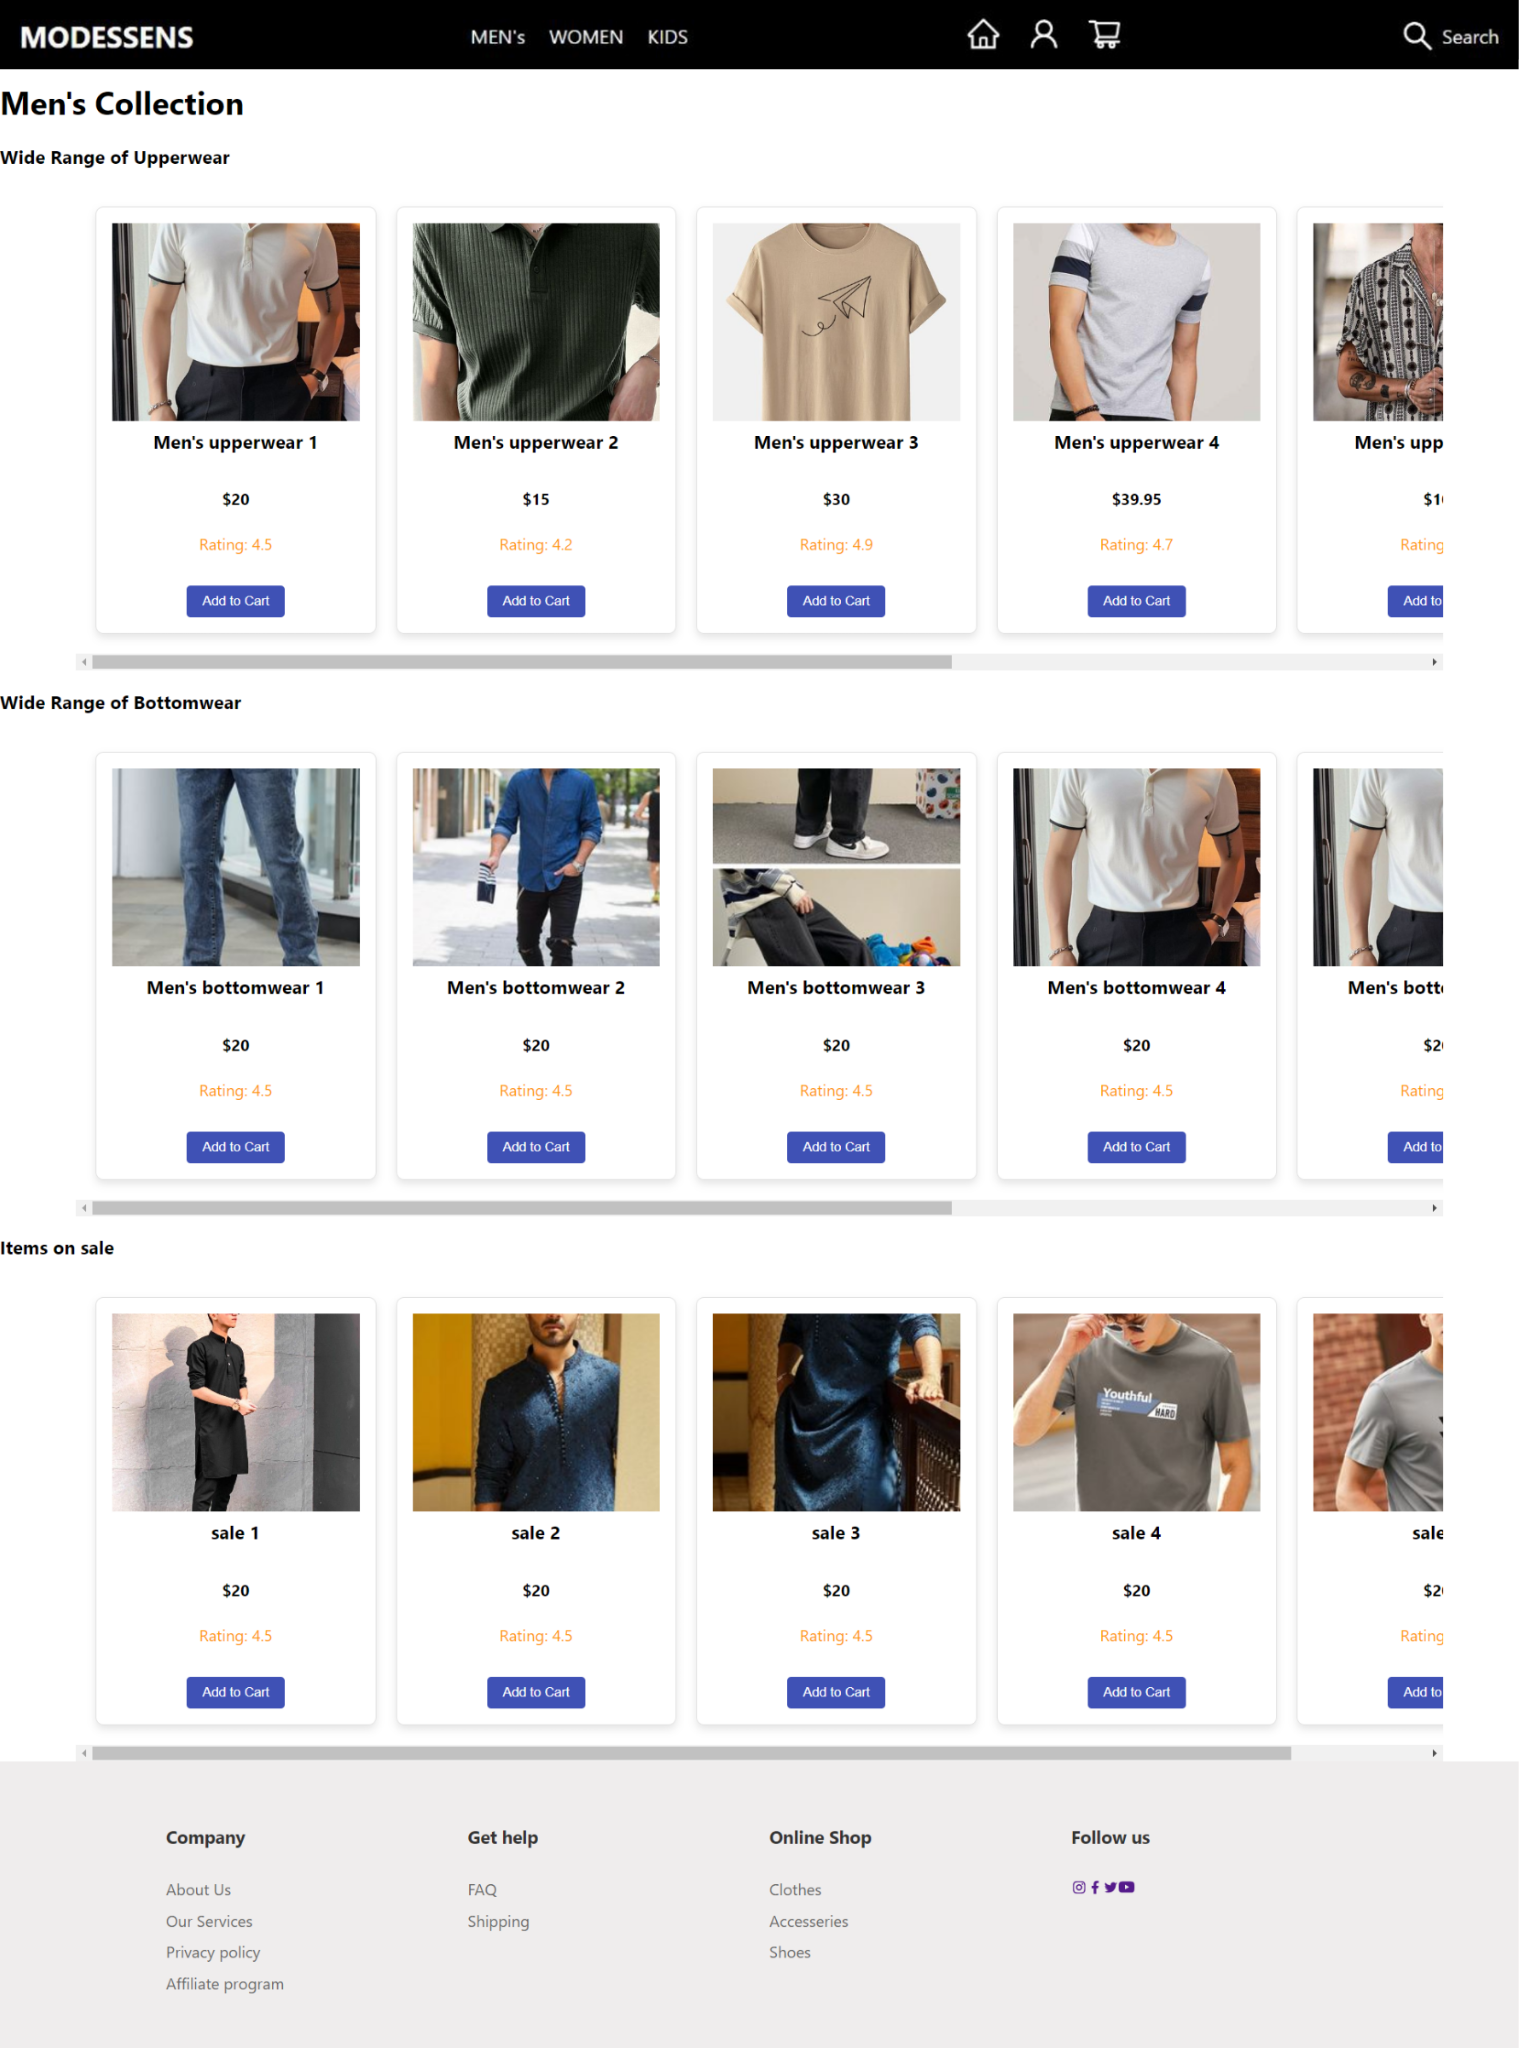 MODESSENS MEN's WOMEN KIDS Search
Men's Collection
Wide Range of Upperwear
Men's upperwear 1 Men's upperwear 2 Men's upperwear 3 Men's upperwear 4 Men's upp
$20 $15 $30 $39.95 $1
Rating: 4.5 Rating: 4.2 Rating: 4.9 Rating: 4.7 Rating
Add to Cart Add to Cart Add to Cart Add to Cart Add to
Wide Range of Bottomwear
Men's bottomwear 1 Men's bottomwear 2 Men's bottomwear 3 Men's bottomwear 4 Men's bott
$20 $20 $20 $20 $2
Rating: 4.5 Rating: 4.5 Rating: 4.5 Rating: 4.5 Rating
Add to Cart Add to Cart Add to Cart Add to Cart Add to
Items on sale
Youthful
HARD
sale 1 sale 2 sale 3 sale 4 sale
$20 $20 $20 $20 $2
Rating: 4.5 Rating: 4.5 Rating: 4.5 Rating: 4.5 Rating
Add to Cart Add to Cart Add to Cart Add to Cart Add to
Company Get help Online Shop Follow us
About Us FAQ Clothes
Our Services Shipping Accesseries
Privacy policy Shoes
Affiliate program